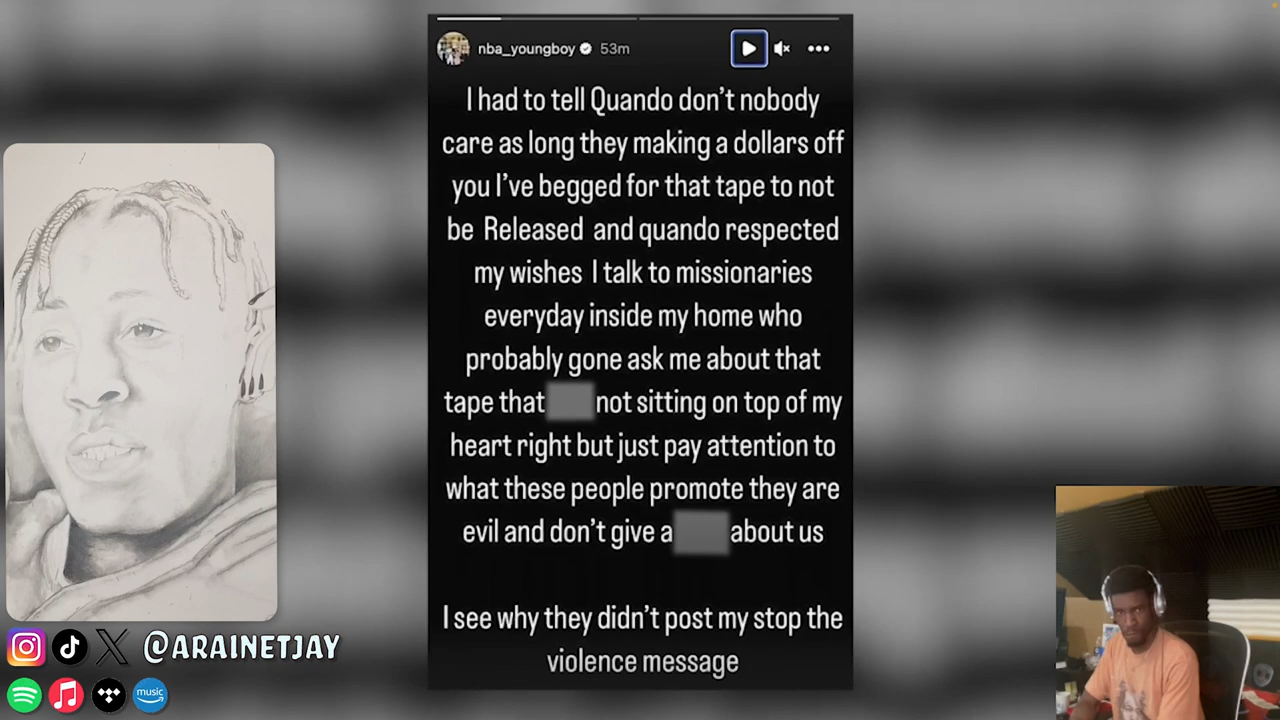 nba_youngboy 53m
I had to tell Quando don't nobody
care as long they making a dollars off
you I've begged for that tape to not
be Released and quando respected
my wishes I talk to missionaries
everyday inside my home who
probably gone ask me about that
tape that not sitting on top of my
heart right but just pay attention to
what these people promote they are
evil and don't give a about us
I see why they didn't post my stop the
violence message
@ARAINETJAY
music